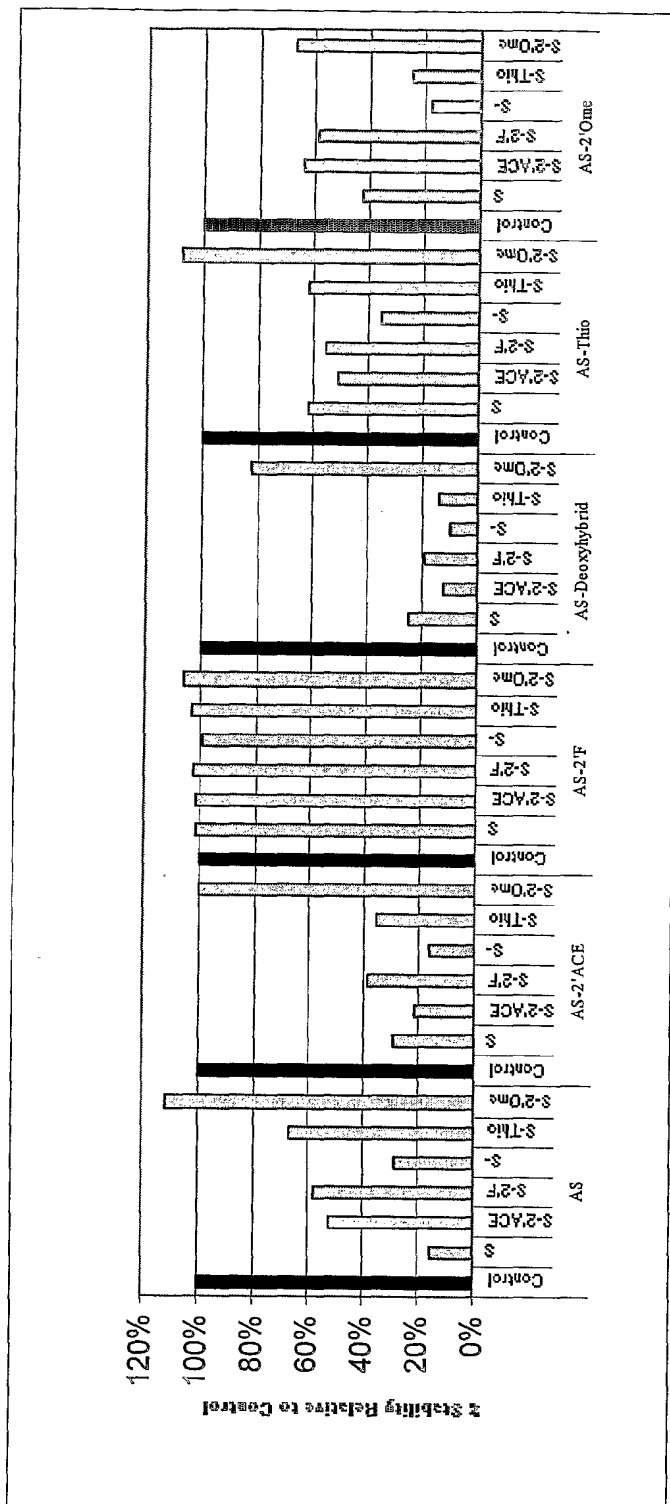 % Stability Relative to Control
120%
100%
80%
60%
40%
20%
0%
Control
S
S-2'ACE
S-2'F
S-
S-Thio
S-2'Ome
AS
Control
S
S-2'ACE
S-2'F
S-
S-Thio
S-2'Ome
AS-2'ACE
Control
S
S-2'ACE
S-2'F
S-
S-Thio
S-2'Ome
AS-2'F
Control
S
S-2'ACE
S-2'F
S-
S-Thio
S-2'Ome
AS-Deoxyhybrid
Control
S
S-2'ACE
S-2'F
S-
S-Thio
S-2'Ome
AS-Thio
Control
S
S-2'ACE
S-2'F
S-
S-Thio
S-2'Ome
AS-2'Ome